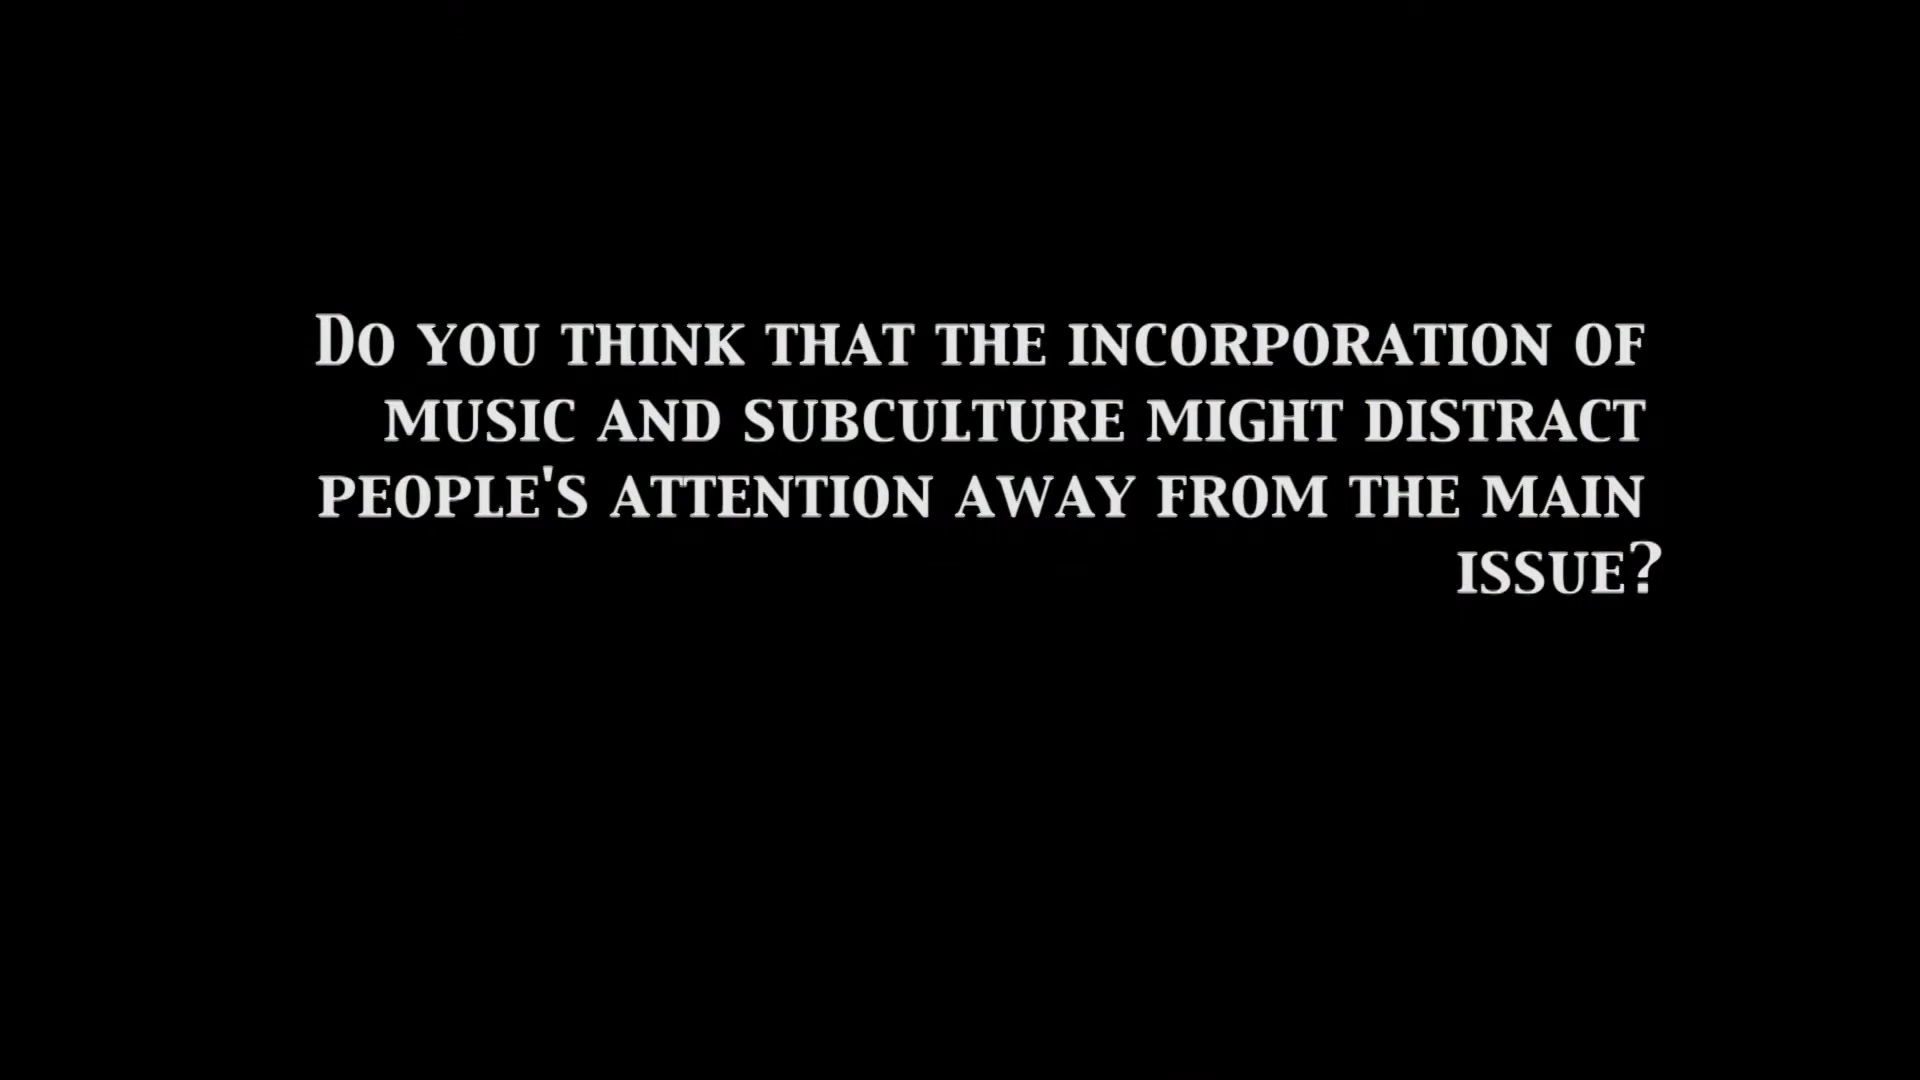 Do you think that the incorporation of
music and subculture might distract
people's attention away from the main
issue?